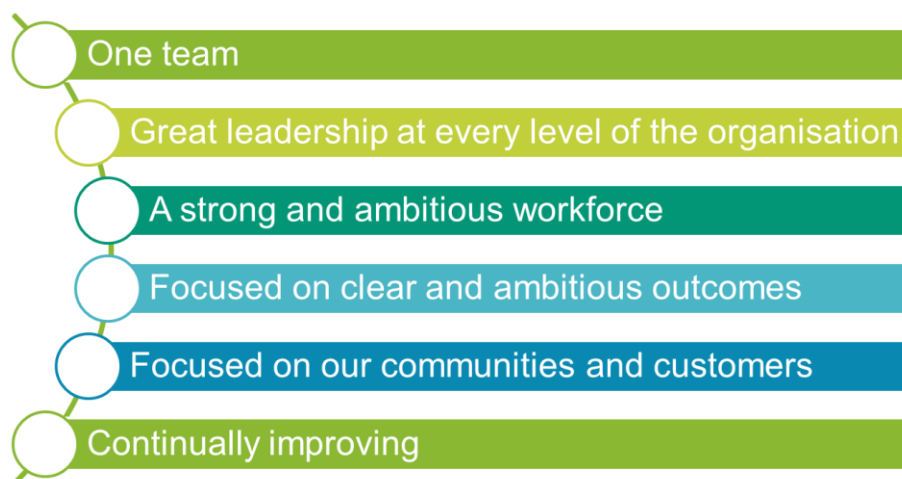 One team
Great leadership at every level of the organisation
A strong and ambitious workforce
Focused on clear and ambitious outcomes
Focused on our communities and customers
Continually improving